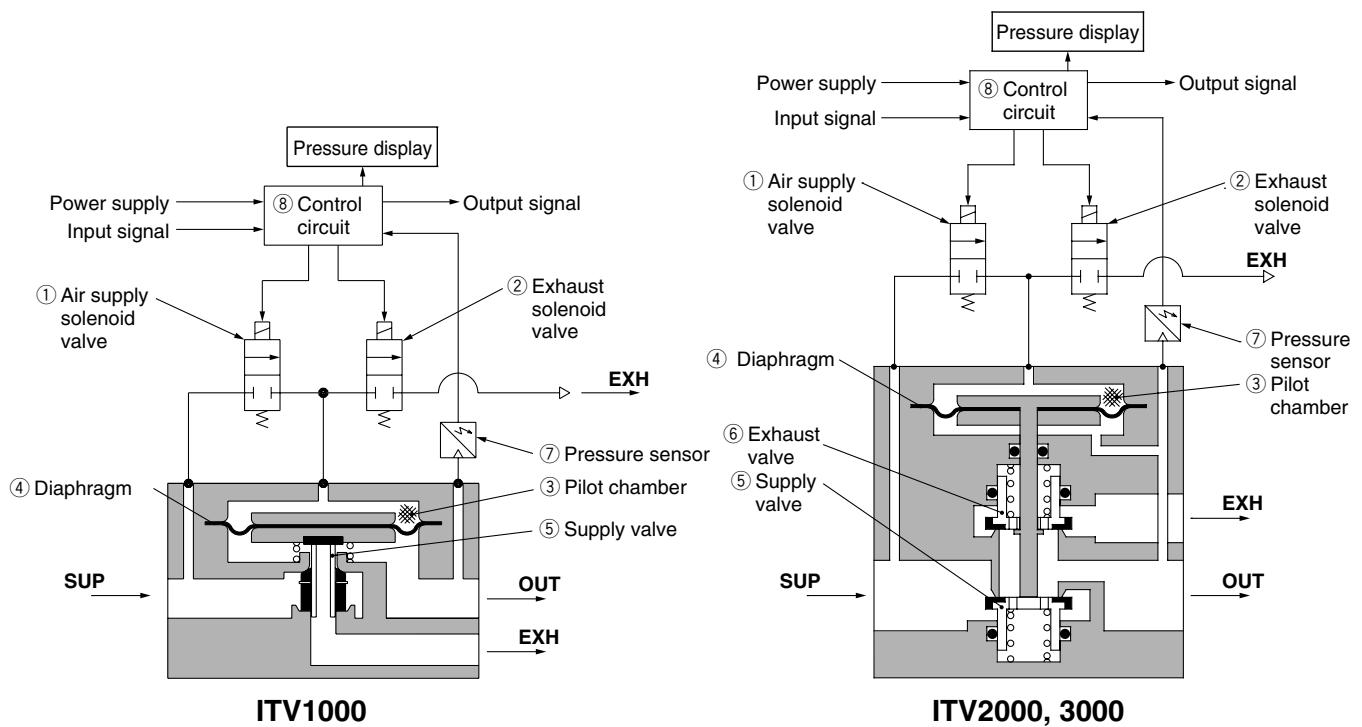 Pressure display
Power supply
Input signal
⑧ Control
circuit
Output signal
① Air supply
solenoid
valve
② Exhaust
solenoid
valve
EXH
⑦ Pressure sensor
④ Diaphragm
③ Pilot chamber
⑤ Supply valve
SUP
OUT
EXH
ITV1000
Pressure display
Power supply
Input signal
⑧ Control
circuit
Output signal
① Air supply
solenoid
valve
② Exhaust
solenoid
valve
EXH
⑦ Pressure
sensor
④ Diaphragm
③ Pilot
chamber
⑥ Exhaust
valve
⑤ Supply
valve
EXH
SUP
OUT
ITV2000, 3000